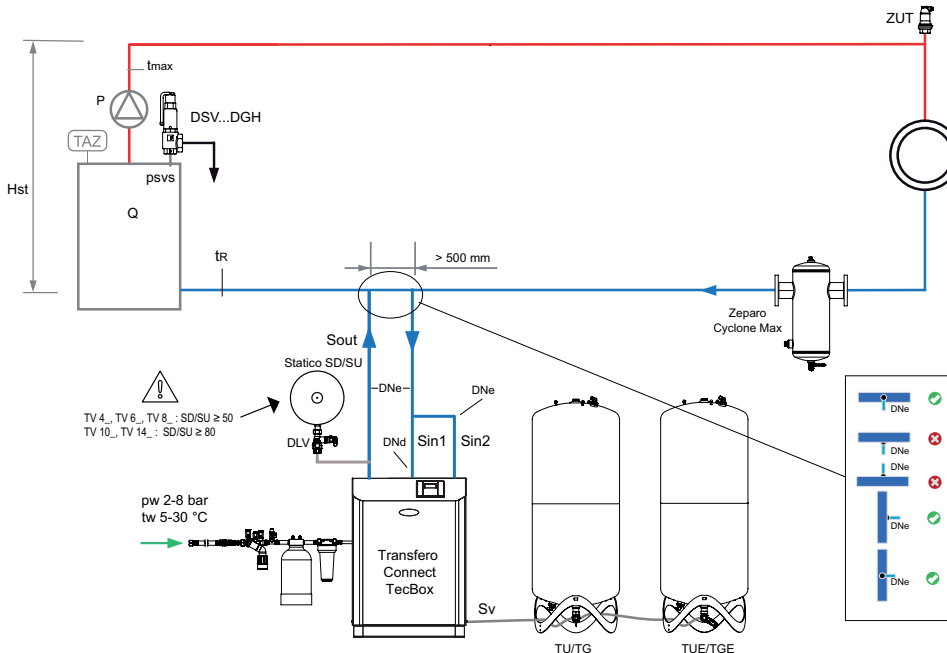 ZUT
tmax
P
DSV...DGH
TAZ
psvs
Hst
Q
tR
> 500 mm
Zeparo
Cyclone Max
Sout
Statico SD/SU
DNe
DNe
TV 4_, TV 6_, TV 8_ : SD/SU ≥ 50
TV 10_, TV 14_ : SD/SU ≥ 80
DLV
DNd
Sin1
Sin2
DNe
DNe
DNe
DNe
DNe
pw 2-8 bar
tw 5-30 °C
Transfero
Connect
TecBox
Sv
TU/TG
TUE/TGE